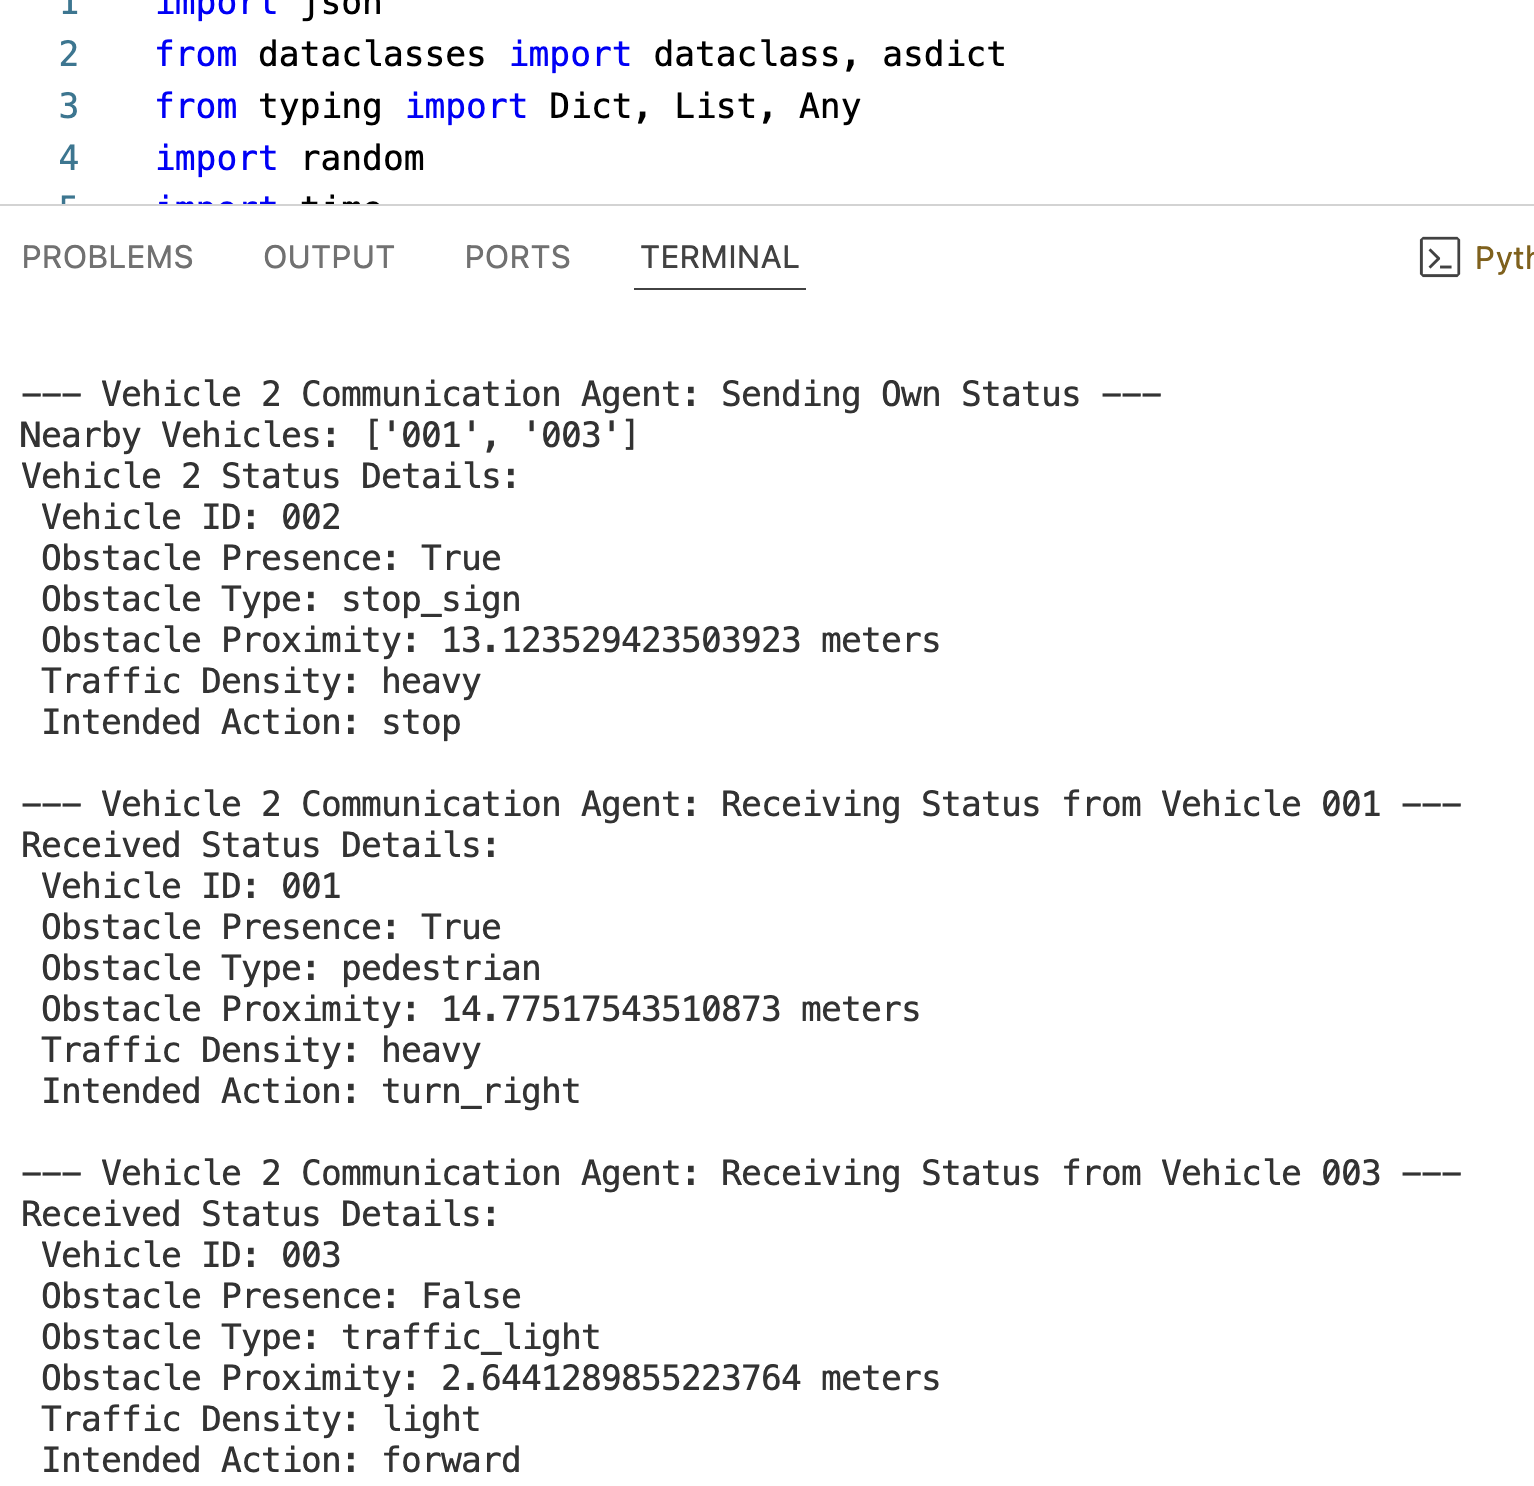 1 import json
2 from dataclasses import dataclass, asdict
3 from typing import Dict, List, Any
4 import random
5 import time
PROBLEMS OUTPUT PORTS TERMINAL Pyth
--- Vehicle 2 Communication Agent: Sending Own Status ---
Nearby Vehicles: ['001', '003']
Vehicle 2 Status Details:
 Vehicle ID: 002
 Obstacle Presence: True
 Obstacle Type: stop_sign
 Obstacle Proximity: 13.123529423503923 meters
 Traffic Density: heavy
 Intended Action: stop
--- Vehicle 2 Communication Agent: Receiving Status from Vehicle 001 ---
Received Status Details:
 Vehicle ID: 001
 Obstacle Presence: True
 Obstacle Type: pedestrian
 Obstacle Proximity: 14.77517543510873 meters
 Traffic Density: heavy
 Intended Action: turn_right
--- Vehicle 2 Communication Agent: Receiving Status from Vehicle 003 ---
Received Status Details:
 Vehicle ID: 003
 Obstacle Presence: False
 Obstacle Type: traffic_light
 Obstacle Proximity: 2.6441289855223764 meters
 Traffic Density: light
 Intended Action: forward